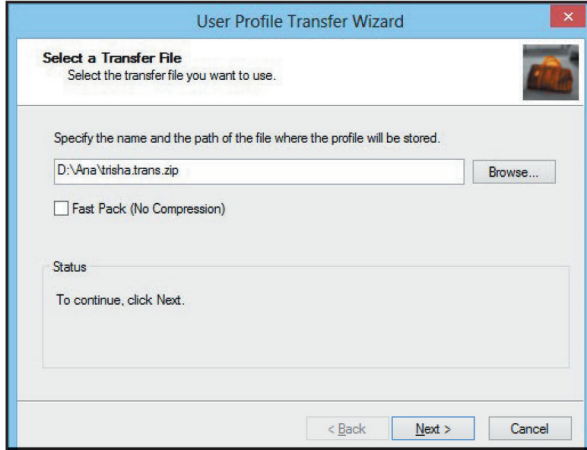 User Profile Transfer Wizard
Select a Transfer File
Select the transfer file you want to use.
Specify the name and the path of the file where the profile will be stored.
D:\Ana\trisha.trans.zip
Browse...
Fast Pack (No Compression)
Status
To continue, click Next.
< Back
Next >
Cancel